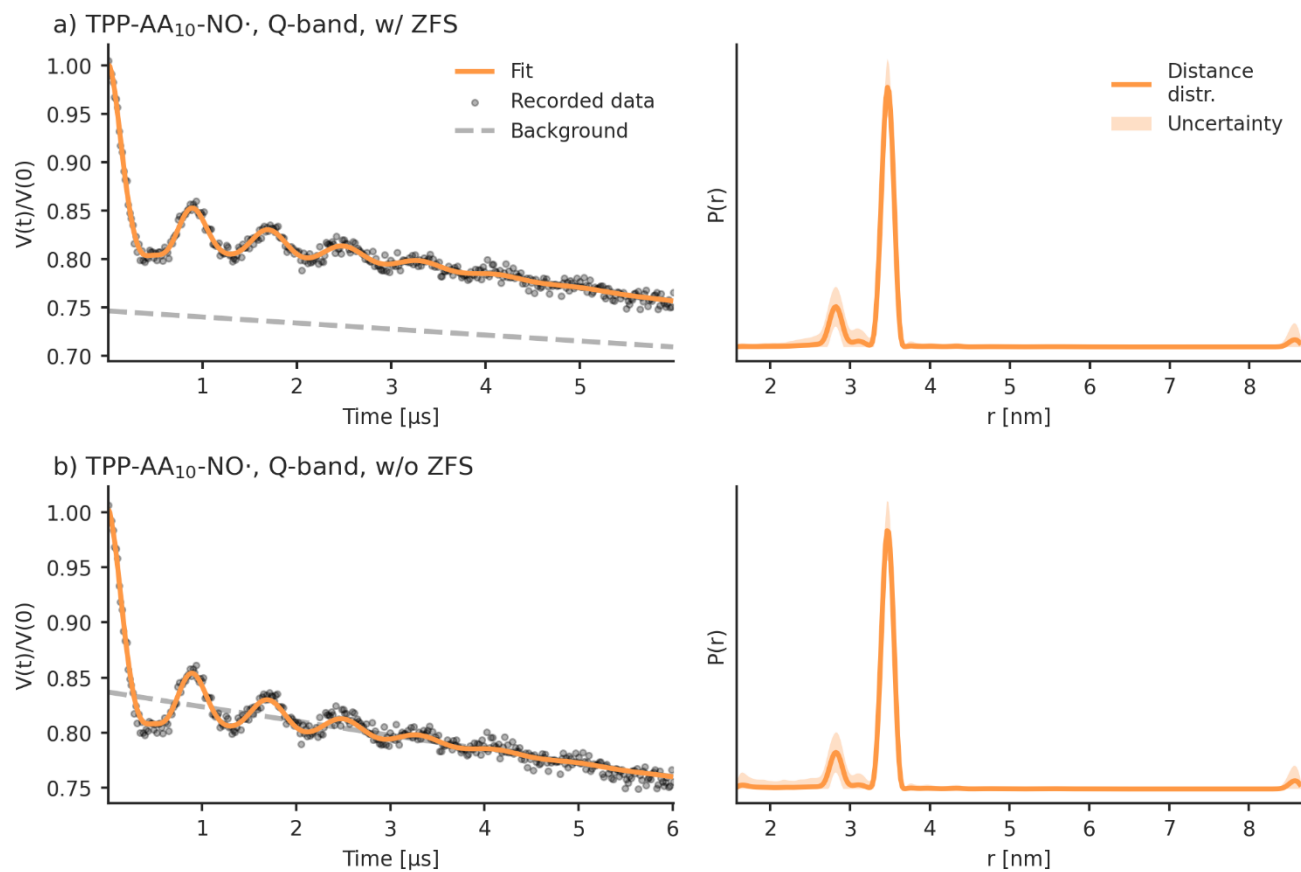 a) TPP-AA₁₀-NO·, Q-band, w/ ZFS
1.00
0.95
0.90
0.85
0.80
0.75
0.70
V(t)/V(0)
Fit
Recorded data
Background
1 2 3 4 5
Time [μs]
P(r)
Distance
distr.
Uncertainty
2 3 4 5 6 7 8
r [nm]
b) TPP-AA₁₀-NO·, Q-band, w/o ZFS
1.00
0.95
0.90
0.85
0.80
0.75
V(t)/V(0)
1 2 3 4 5 6
Time [μs]
P(r)
2 3 4 5 6 7 8
r [nm]